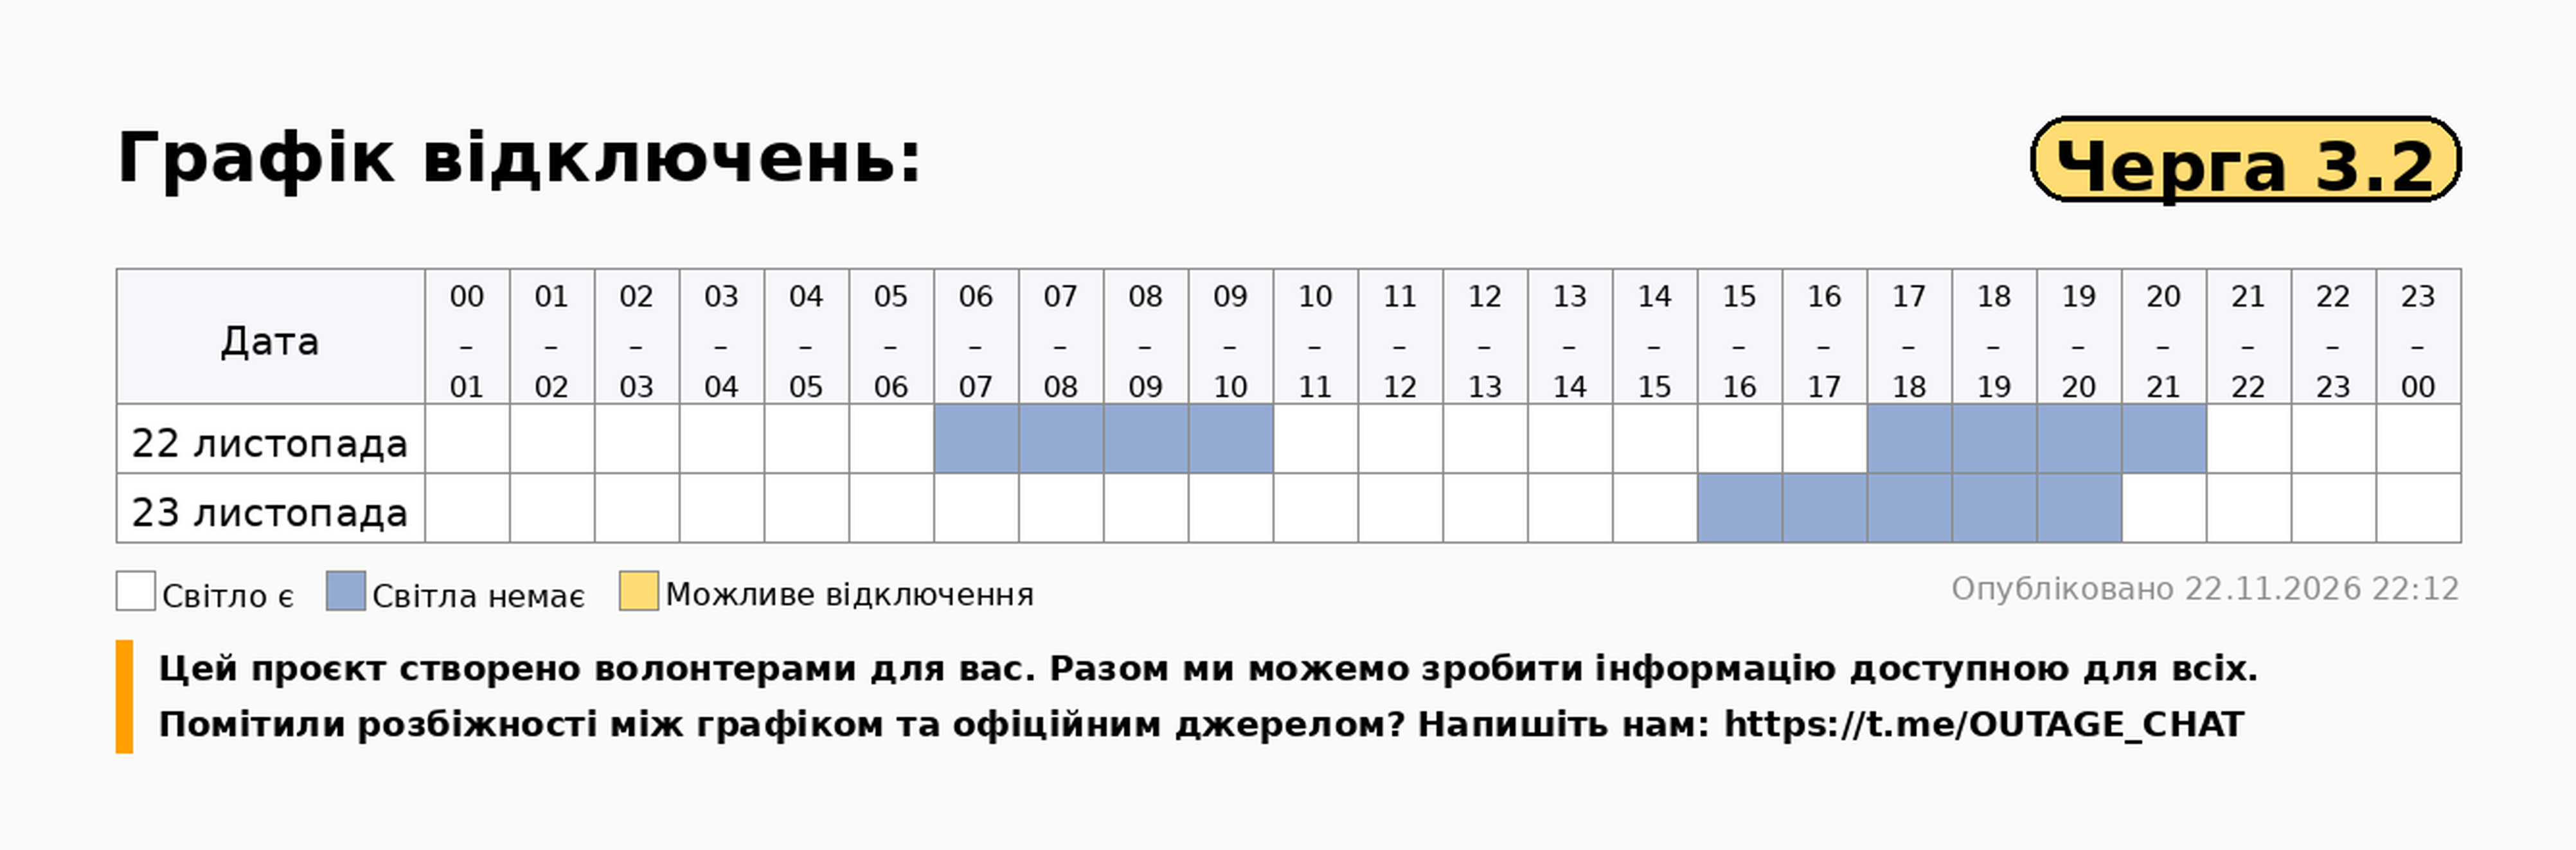 Графік відключень:
Черга 3.2
Дата 00 – 01 01 – 02 02 – 03 03 – 04 04 – 05 05 – 06 06 – 07 07 – 08 08 – 09 09 – 10 10 – 11 11 – 12 12 – 13 13 – 14 14 – 15 15 – 16 16 – 17 17 – 18 18 – 19 19 – 20 20 – 21 21 – 22 22 – 23 23 – 00
22 листопада
23 листопада
Світло є Світла немає Можливе відключення
Опубліковано 22.11.2026 22:12
Цей проєкт створено волонтерами для вас. Разом ми можемо зробити інформацію доступною для всіх.
Помітили розбіжності між графіком та офіційним джерелом? Напишіть нам: https://t.me/OUTAGE_CHAT